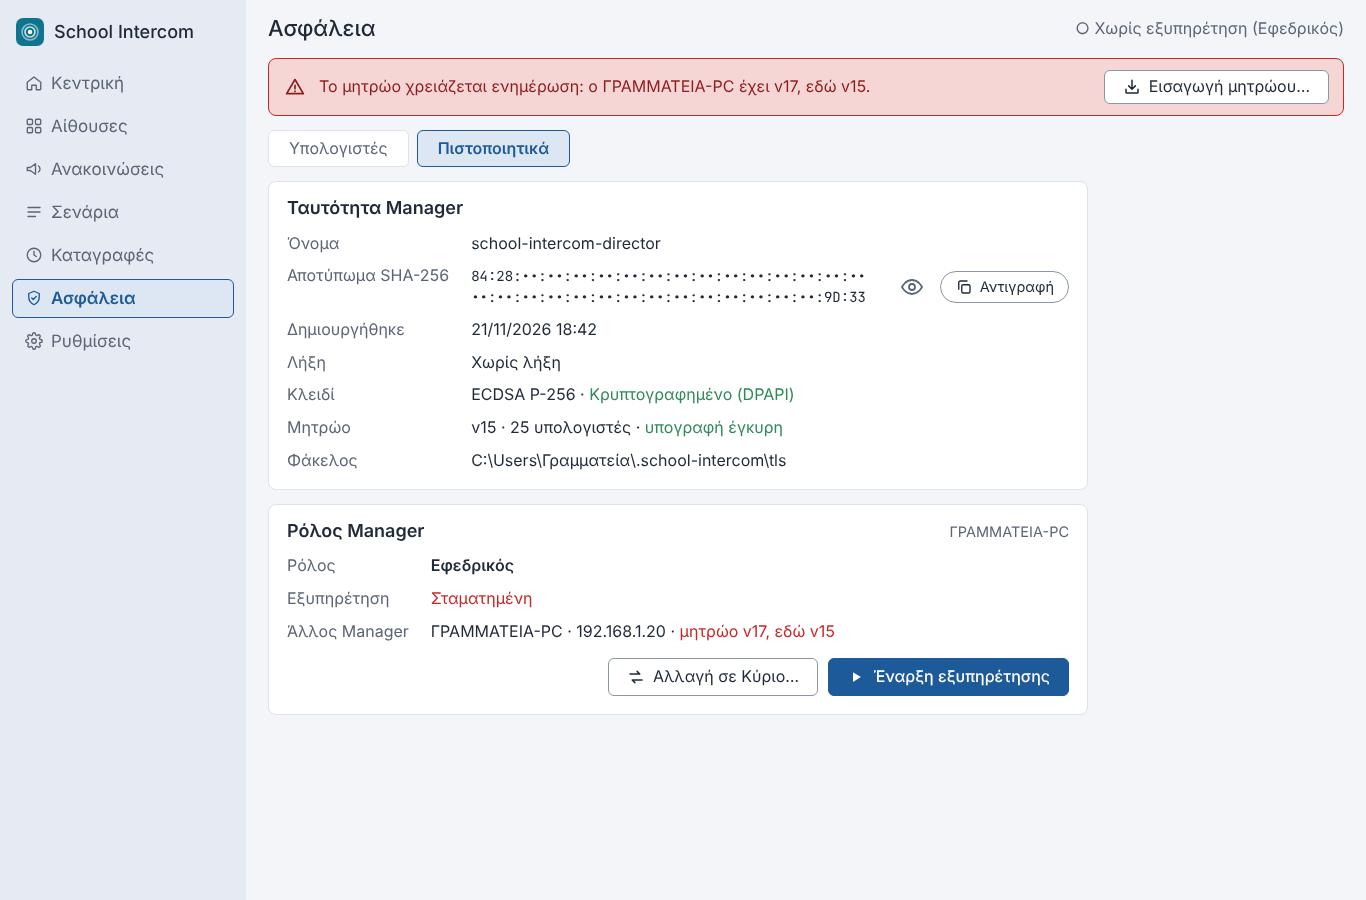 School Intercom
Κεντρική
Αίθουσες
Ανακοινώσεις
Σενάρια
Καταγραφές
Ασφάλεια
Ρυθμίσεις
Ασφάλεια
Χωρίς εξυπηρέτηση (Εφεδρικός)
Το μητρώο χρειάζεται ενημέρωση: ο ΓΡΑΜΜΑΤΕΙΑ-PC έχει v17, εδώ v15.
Εισαγωγή μητρώου...
Υπολογιστές
Πιστοποιητικά
Ταυτότητα Manager
Όνομα school-intercom-director
Αποτύπωμα SHA-256 84:28:••:••:••:••:••:••:••:••:••:••:••:••:••:••
••:••:••:••:••:••:••:••:••:••:••:••:••:••:9D:33
Αντιγραφή
Δημιουργήθηκε 21/11/2026 18:42
Λήξη Χωρίς λήξη
Κλειδί ECDSA P-256 · Κρυπτογραφημένο (DPAPI)
Μητρώο v15 · 25 υπολογιστές · υπογραφή έγκυρη
Φάκελος C:\Users\Γραμματεία\.school-intercom\tls
Ρόλος Manager ΓΡΑΜΜΑΤΕΙΑ-PC
Ρόλος Εφεδρικός
Εξυπηρέτηση Σταματημένη
Άλλος Manager ΓΡΑΜΜΑΤΕΙΑ-PC · 192.168.1.20 · μητρώο v17, εδώ v15
Αλλαγή σε Κύριο...
Έναρξη εξυπηρέτησης